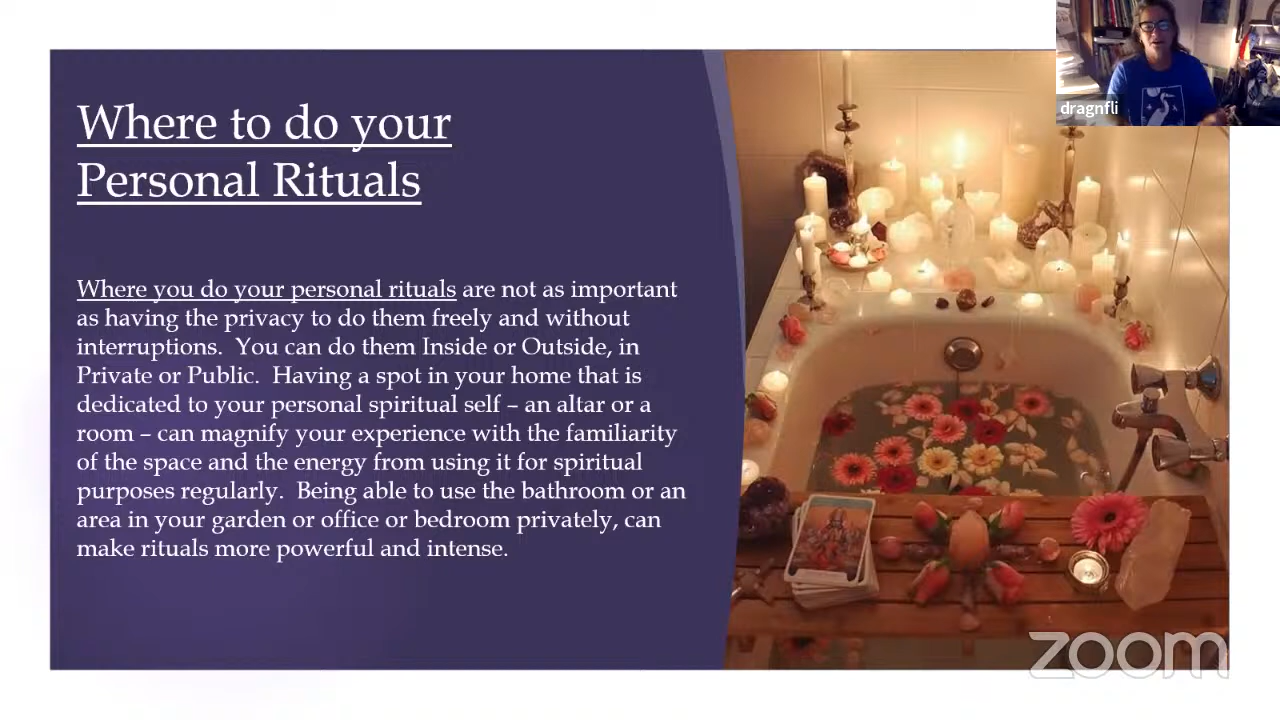 dragnfli
Where to do your
Personal Rituals
Where you do your personal rituals are not as important
as having the privacy to do them freely and without
interruptions.  You can do them Inside or Outside, in
Private or Public.  Having a spot in your home that is
dedicated to your personal spiritual self – an altar or a
room – can magnify your experience with the familiarity
of the space and the energy from using it for spiritual
purposes regularly.  Being able to use the bathroom or an
area in your garden or office or bedroom privately, can
make rituals more powerful and intense.
zoom